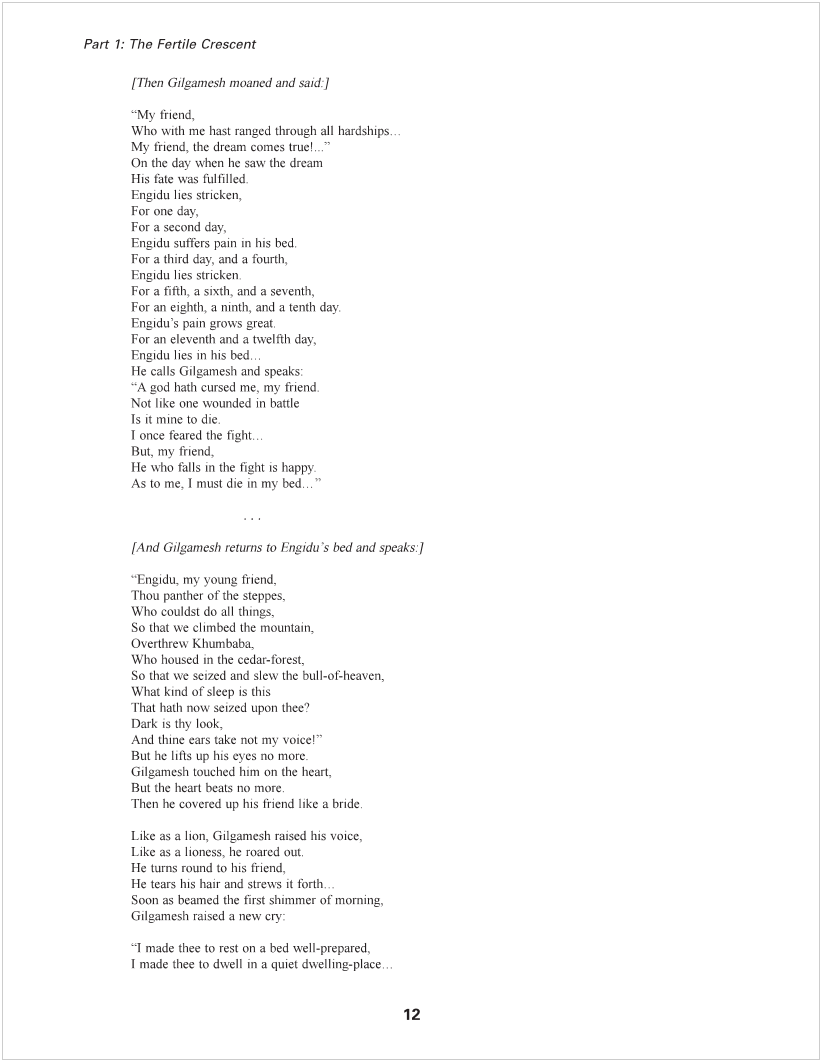 Part 1: The Fertile Crescent
[Then Gilgamesh moaned and said:]
“My friend,
Who with me hast ranged through all hardships…
My friend, the dream comes true!...”
On the day when he saw the dream
His fate was fulfilled.
Engidu lies stricken,
For one day,
For a second day,
Engidu suffers pain in his bed.
For a third day, and a fourth,
Engidu lies stricken.
For a fifth, a sixth, and a seventh,
For an eighth, a ninth, and a tenth day.
Engidu’s pain grows great.
For an eleventh and a twelfth day,
Engidu lies in his bed…
He calls Gilgamesh and speaks:
“A god hath cursed me, my friend.
Not like one wounded in battle
Is it mine to die.
I once feared the fight…
But, my friend,
He who falls in the fight is happy.
As to me, I must die in my bed…”
. . .
[And Gilgamesh returns to Engidu’s bed and speaks:]
“Engidu, my young friend,
Thou panther of the steppes,
Who couldst do all things,
So that we climbed the mountain,
Overthrew Khumbaba,
Who housed in the cedar-forest,
So that we seized and slew the bull-of-heaven,
What kind of sleep is this
That hath now seized upon thee?
Dark is thy look,
And thine ears take not my voice!”
But he lifts up his eyes no more.
Gilgamesh touched him on the heart,
But the heart beats no more.
Then he covered up his friend like a bride.
Like as a lion, Gilgamesh raised his voice,
Like as a lioness, he roared out.
He turns round to his friend,
He tears his hair and strews it forth…
Soon as beamed the first shimmer of morning,
Gilgamesh raised a new cry:
“I made thee to rest on a bed well-prepared,
I made thee to dwell in a quiet dwelling-place…
12